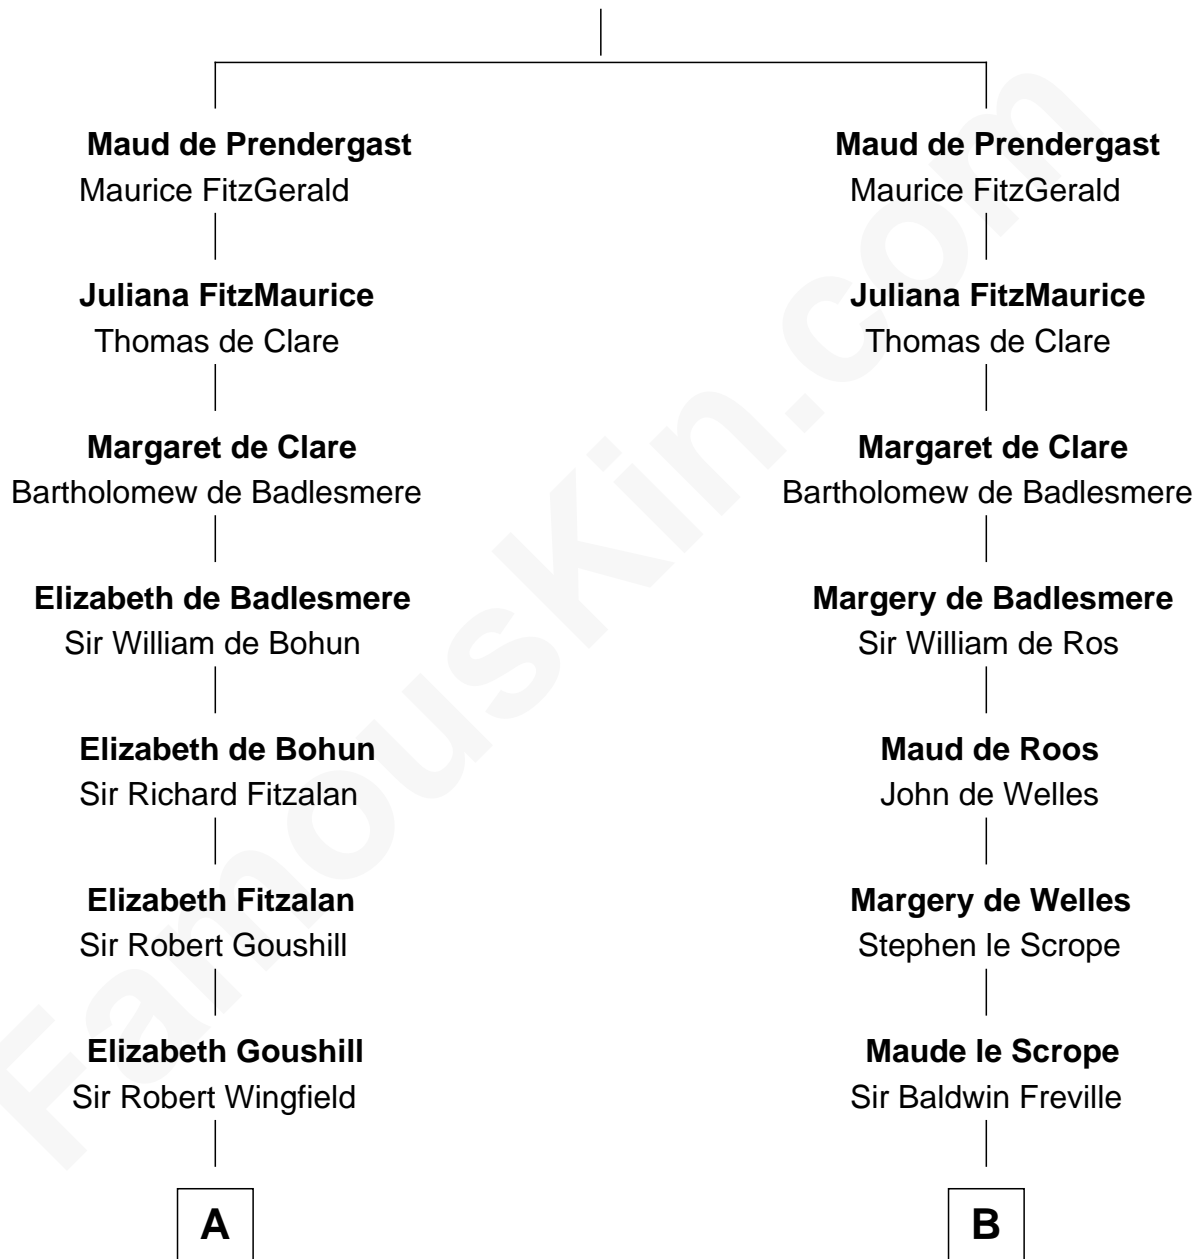 Maud de Prendergast
Maurice FitzGerald
Juliana FitzMaurice
Thomas de Clare
Margaret de Clare
Bartholomew de Badlesmere
Elizabeth de Badlesmere
Sir William de Bohun
Elizabeth de Bohun
Sir Richard Fitzalan
Elizabeth Fitzalan
Sir Robert Goushill
Elizabeth Goushill
Sir Robert Wingfield
A
Maud de Prendergast
Maurice FitzGerald
Juliana FitzMaurice
Thomas de Clare
Margaret de Clare
Bartholomew de Badlesmere
Margery de Badlesmere
Sir William de Ros
Maud de Roos
John de Welles
Margery de Welles
Stephen le Scrope
Maude le Scrope
Sir Baldwin Freville
B
FamousKin.com